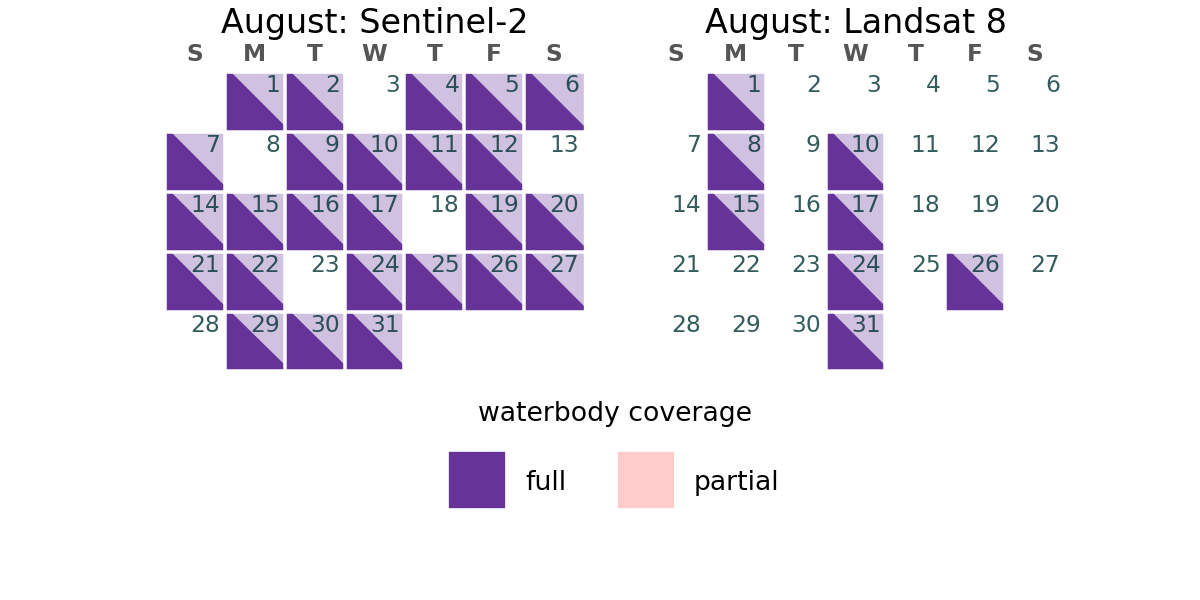 August: Sentinel-2
S M T W T F S
1 2 3 4 5 6
7 8 9 10 11 12 13
14 15 16 17 18 19 20
21 22 23 24 25 26 27
28 29 30 31
August: Landsat 8
S M T W T F S
1 2 3 4 5 6
7 8 9 10 11 12 13
14 15 16 17 18 19 20
21 22 23 24 25 26 27
28 29 30 31
waterbody coverage
full partial